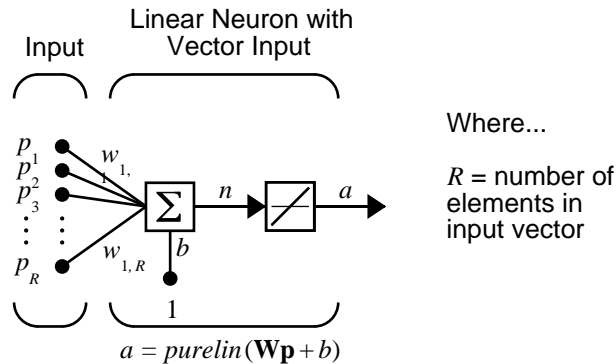 Linear Neuron with
Vector Input
Input
Where...
R = number of
elements in
input vector
p1
p2
p3
pR
w1,1
w1, R
Σ
n
a
b
1
a = purelin(Wp + b)